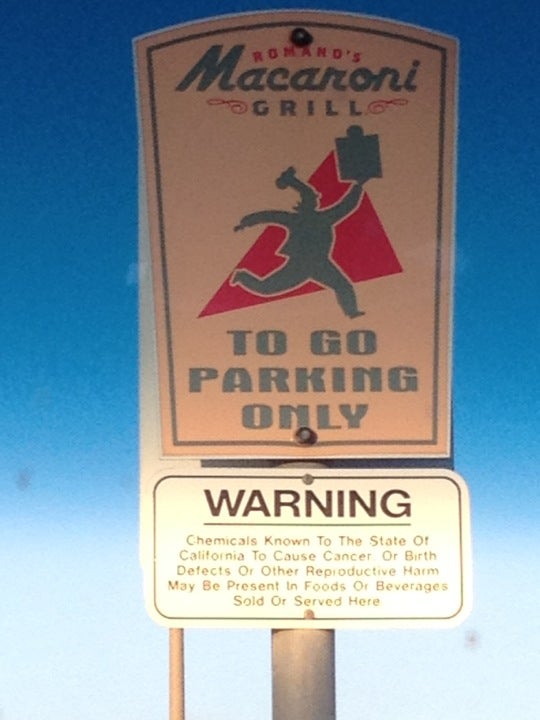 ROMANO'S
Macaroni
GRILL
TO GO
PARKING
ONLY
WARNING
Chemicals Known To The State Of
California To Cause Cancer Or Birth
Defects Or Other Reproductive Harm
May Be Present In Foods Or Beverages
Sold Or Served Here